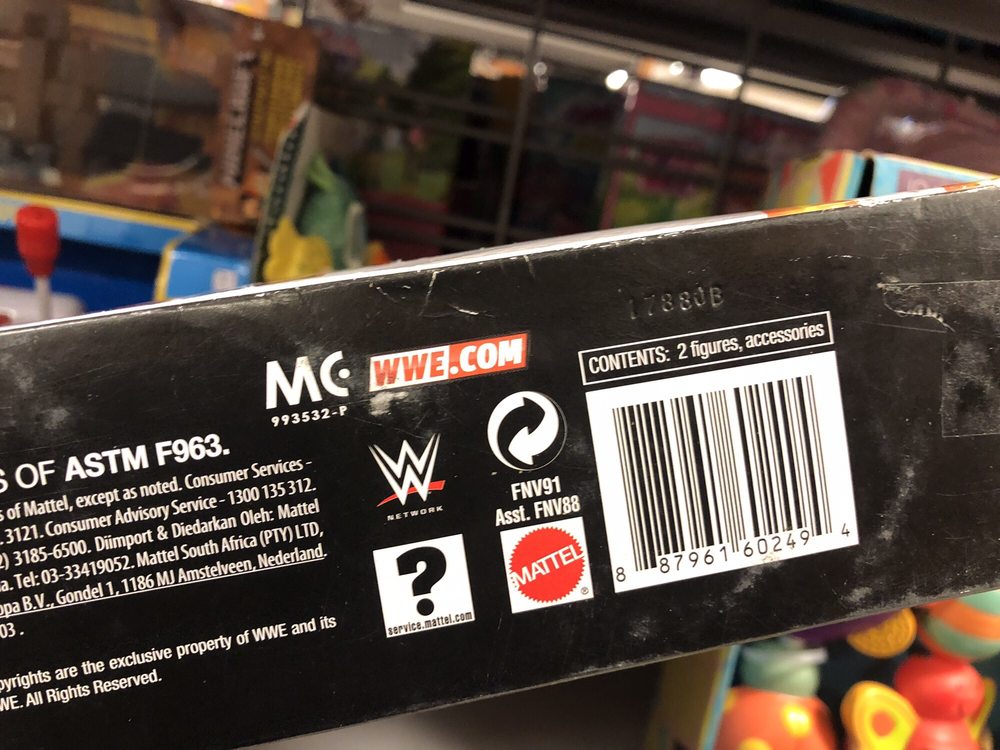 17880B
CONTENTS: 2 figures, accessories
MC
WWE.COM
993532-P
S OF ASTM F963.
s of Mattel, except as noted. Consumer Services -
. 3121. Consumer Advisory Service - 1300 135 312.
2) 3185-6500. Diimport & Diedarkan Oleh: Mattel
a. Tel: 03-33419052. Mattel South Africa (PTY) LTD,
opa B.V., Gondel 1, 1186 MJ Amstelveen, Nederland.
03 .
pyrights are the exclusive property of WWE and its
WE. All Rights Reserved.
W
NETWORK
FNV91
Asst. FNV88
?
service.mattel.com
MATTEL
®
8 87961 60249 4